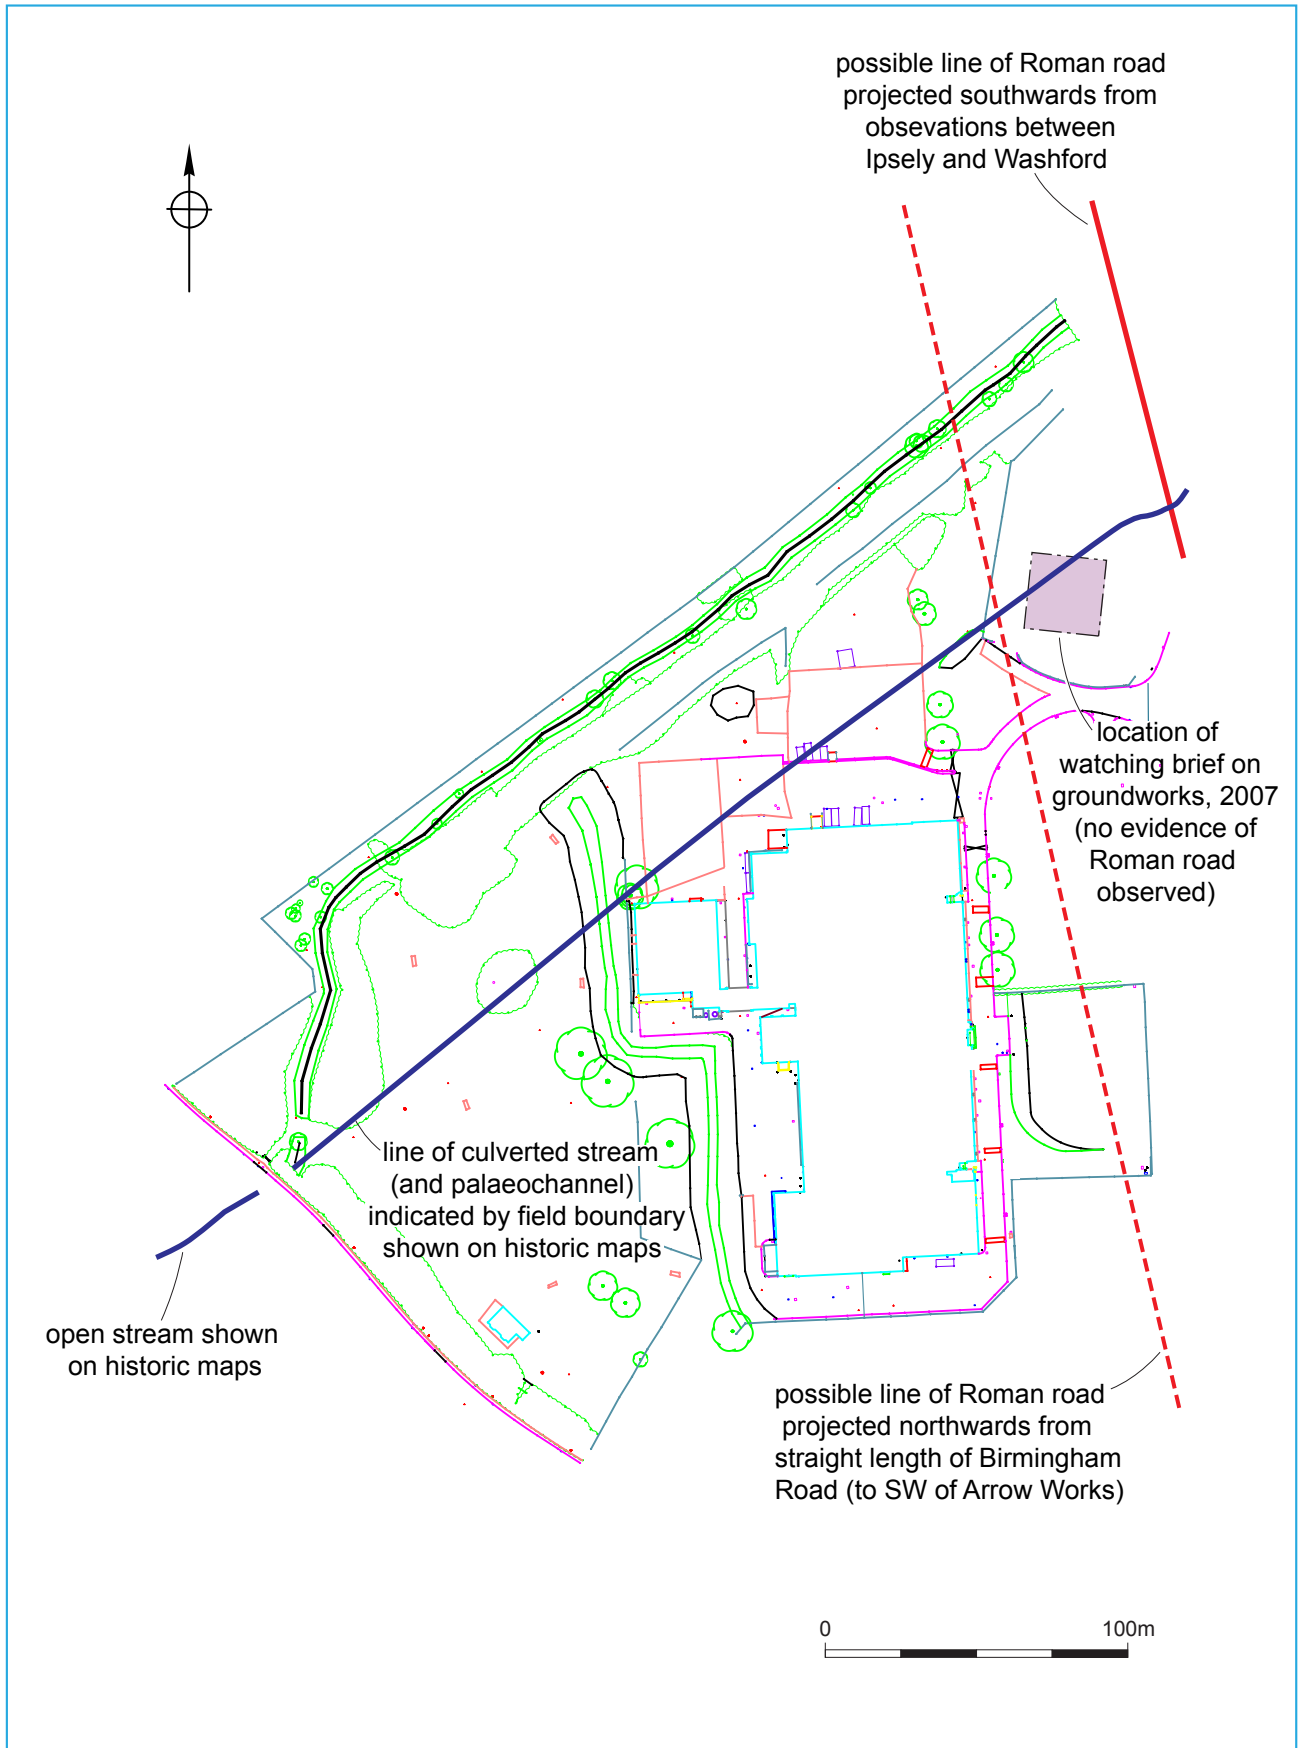 possible line of Roman road
projected southwards from
obsevations between
Ipsely and Washford
location of
watching brief on
groundworks, 2007
(no evidence of
Roman road
observed)
line of culverted stream
(and palaeochannel)
indicated by field boundary
shown on historic maps
open stream shown
on historic maps
possible line of Roman road
projected northwards from
straight length of Birmingham
Road (to SW of Arrow Works)
0 100m